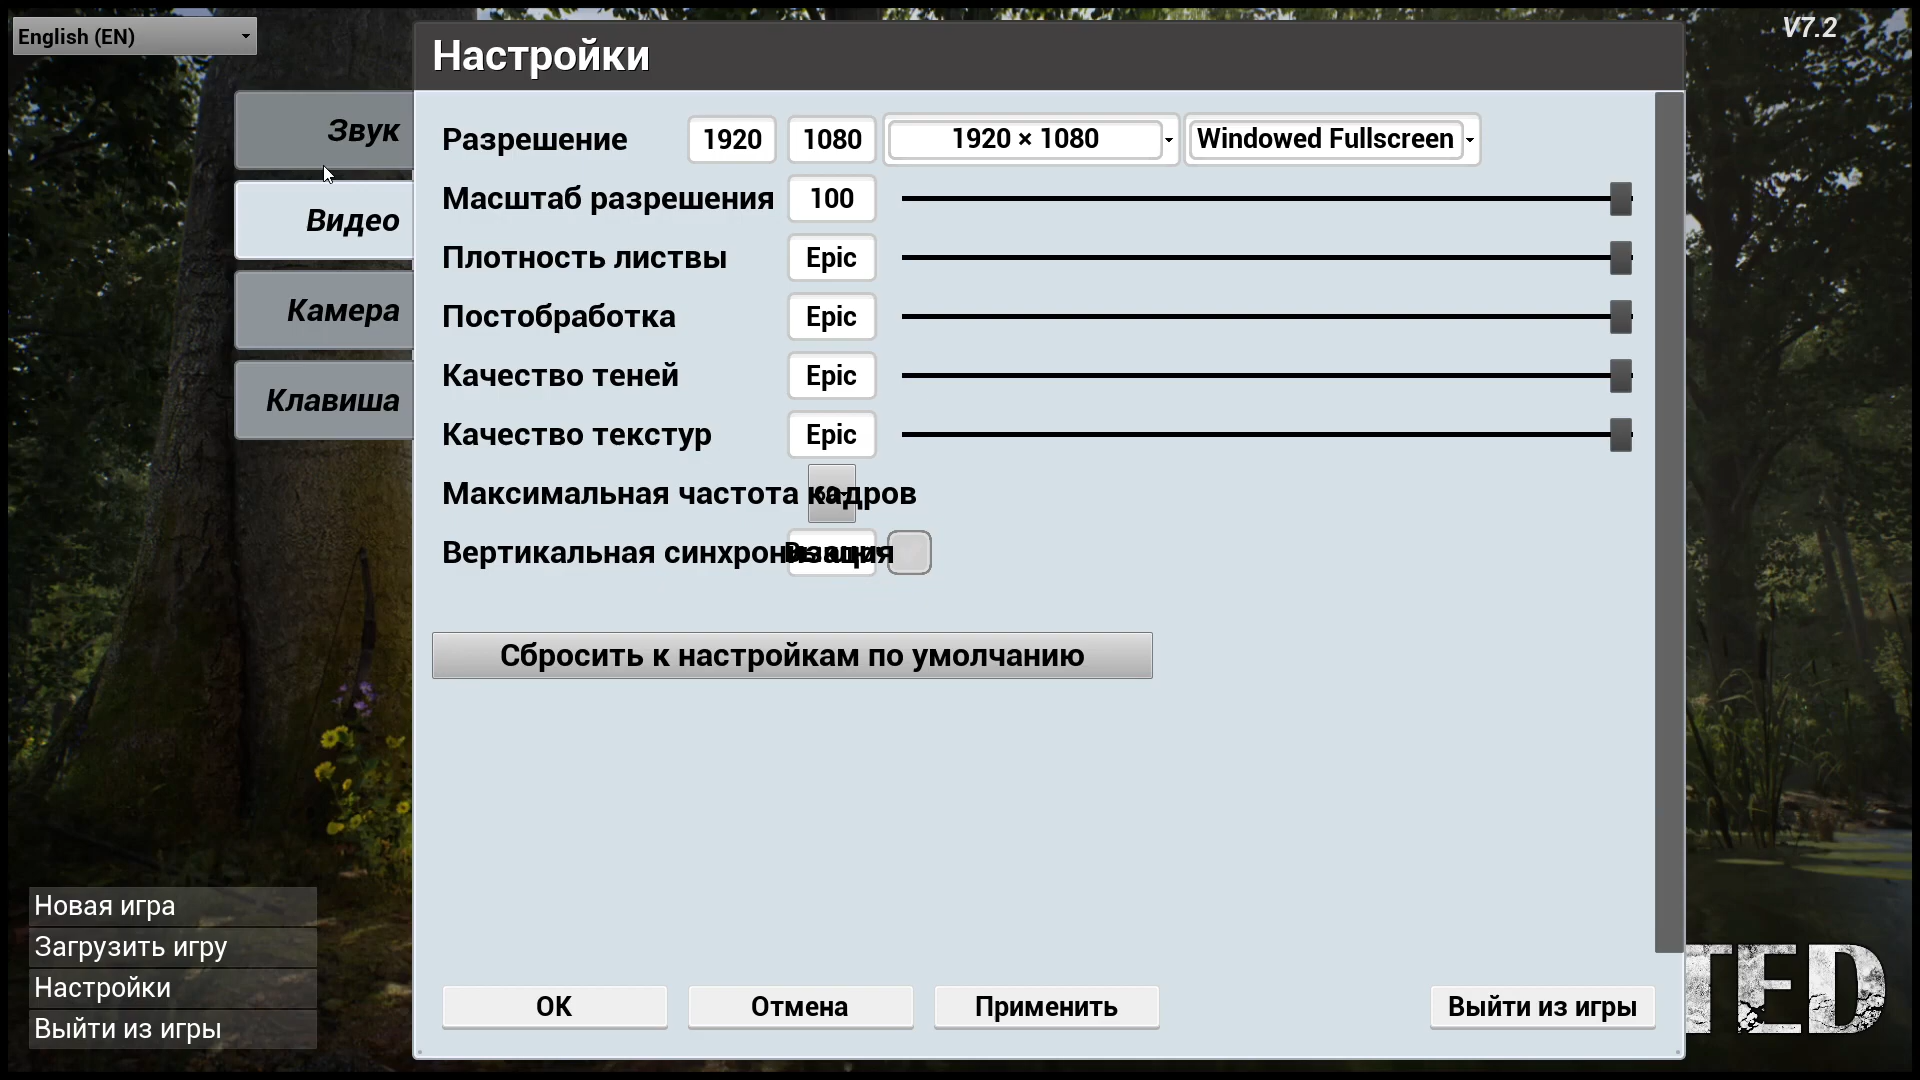 English (EN)
V7.2
Настройки
Звук
Видео
Камера
Клавиша
Разрешение 1920 1080 1920 × 1080 Windowed Fullscreen
Масштаб разрешения 100
Плотность листвы Epic
Постобработка Epic
Качество теней Epic
Качество текстур Epic
Максимальная частота кадров
Вертикальная синхронизация
Сбросить к настройкам по умолчанию
Новая игра
Загрузить игру
Настройки
Выйти из игры
OK Отмена Применить Выйти из игры
TED